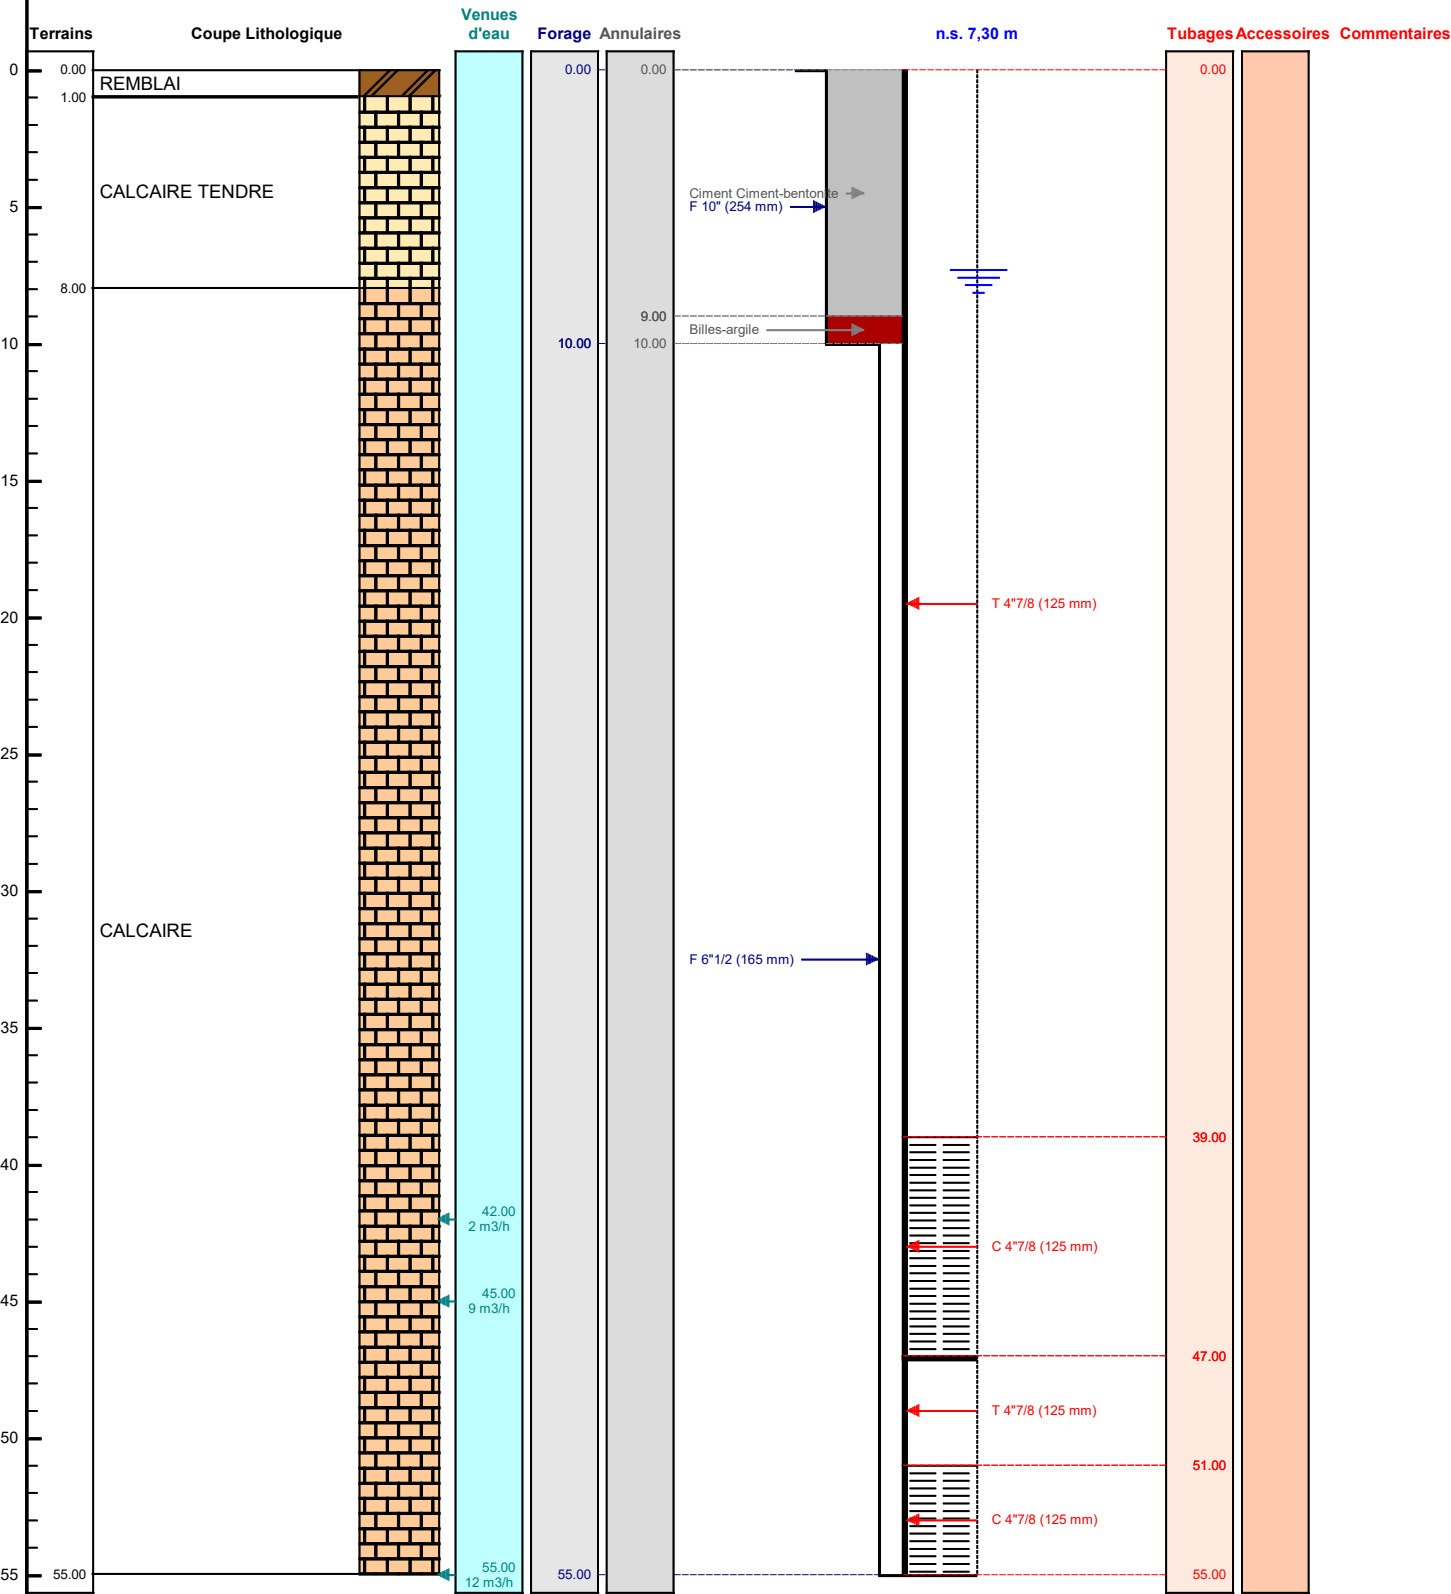 Terrains
Coupe Lithologique
Venues
d'eau
Forage
Annulaires
n.s. 7,30 m
Tubages
Accessoires
Commentaires
0
0.00
REMBLAI
0.00
0.00
0.00
1.00
CALCAIRE TENDRE
Ciment Ciment-bentonite
5
F 10" (254 mm)
8.00
9.00
Billes-argile
10
10.00
10.00
15
20
T 4"7/8 (125 mm)
25
30
CALCAIRE
F 6"1/2 (165 mm)
35
39.00
40
42.00
2 m3/h
C 4"7/8 (125 mm)
45
45.00
9 m3/h
47.00
T 4"7/8 (125 mm)
50
51.00
C 4"7/8 (125 mm)
55
55.00
55.00
12 m3/h
55.00
55.00